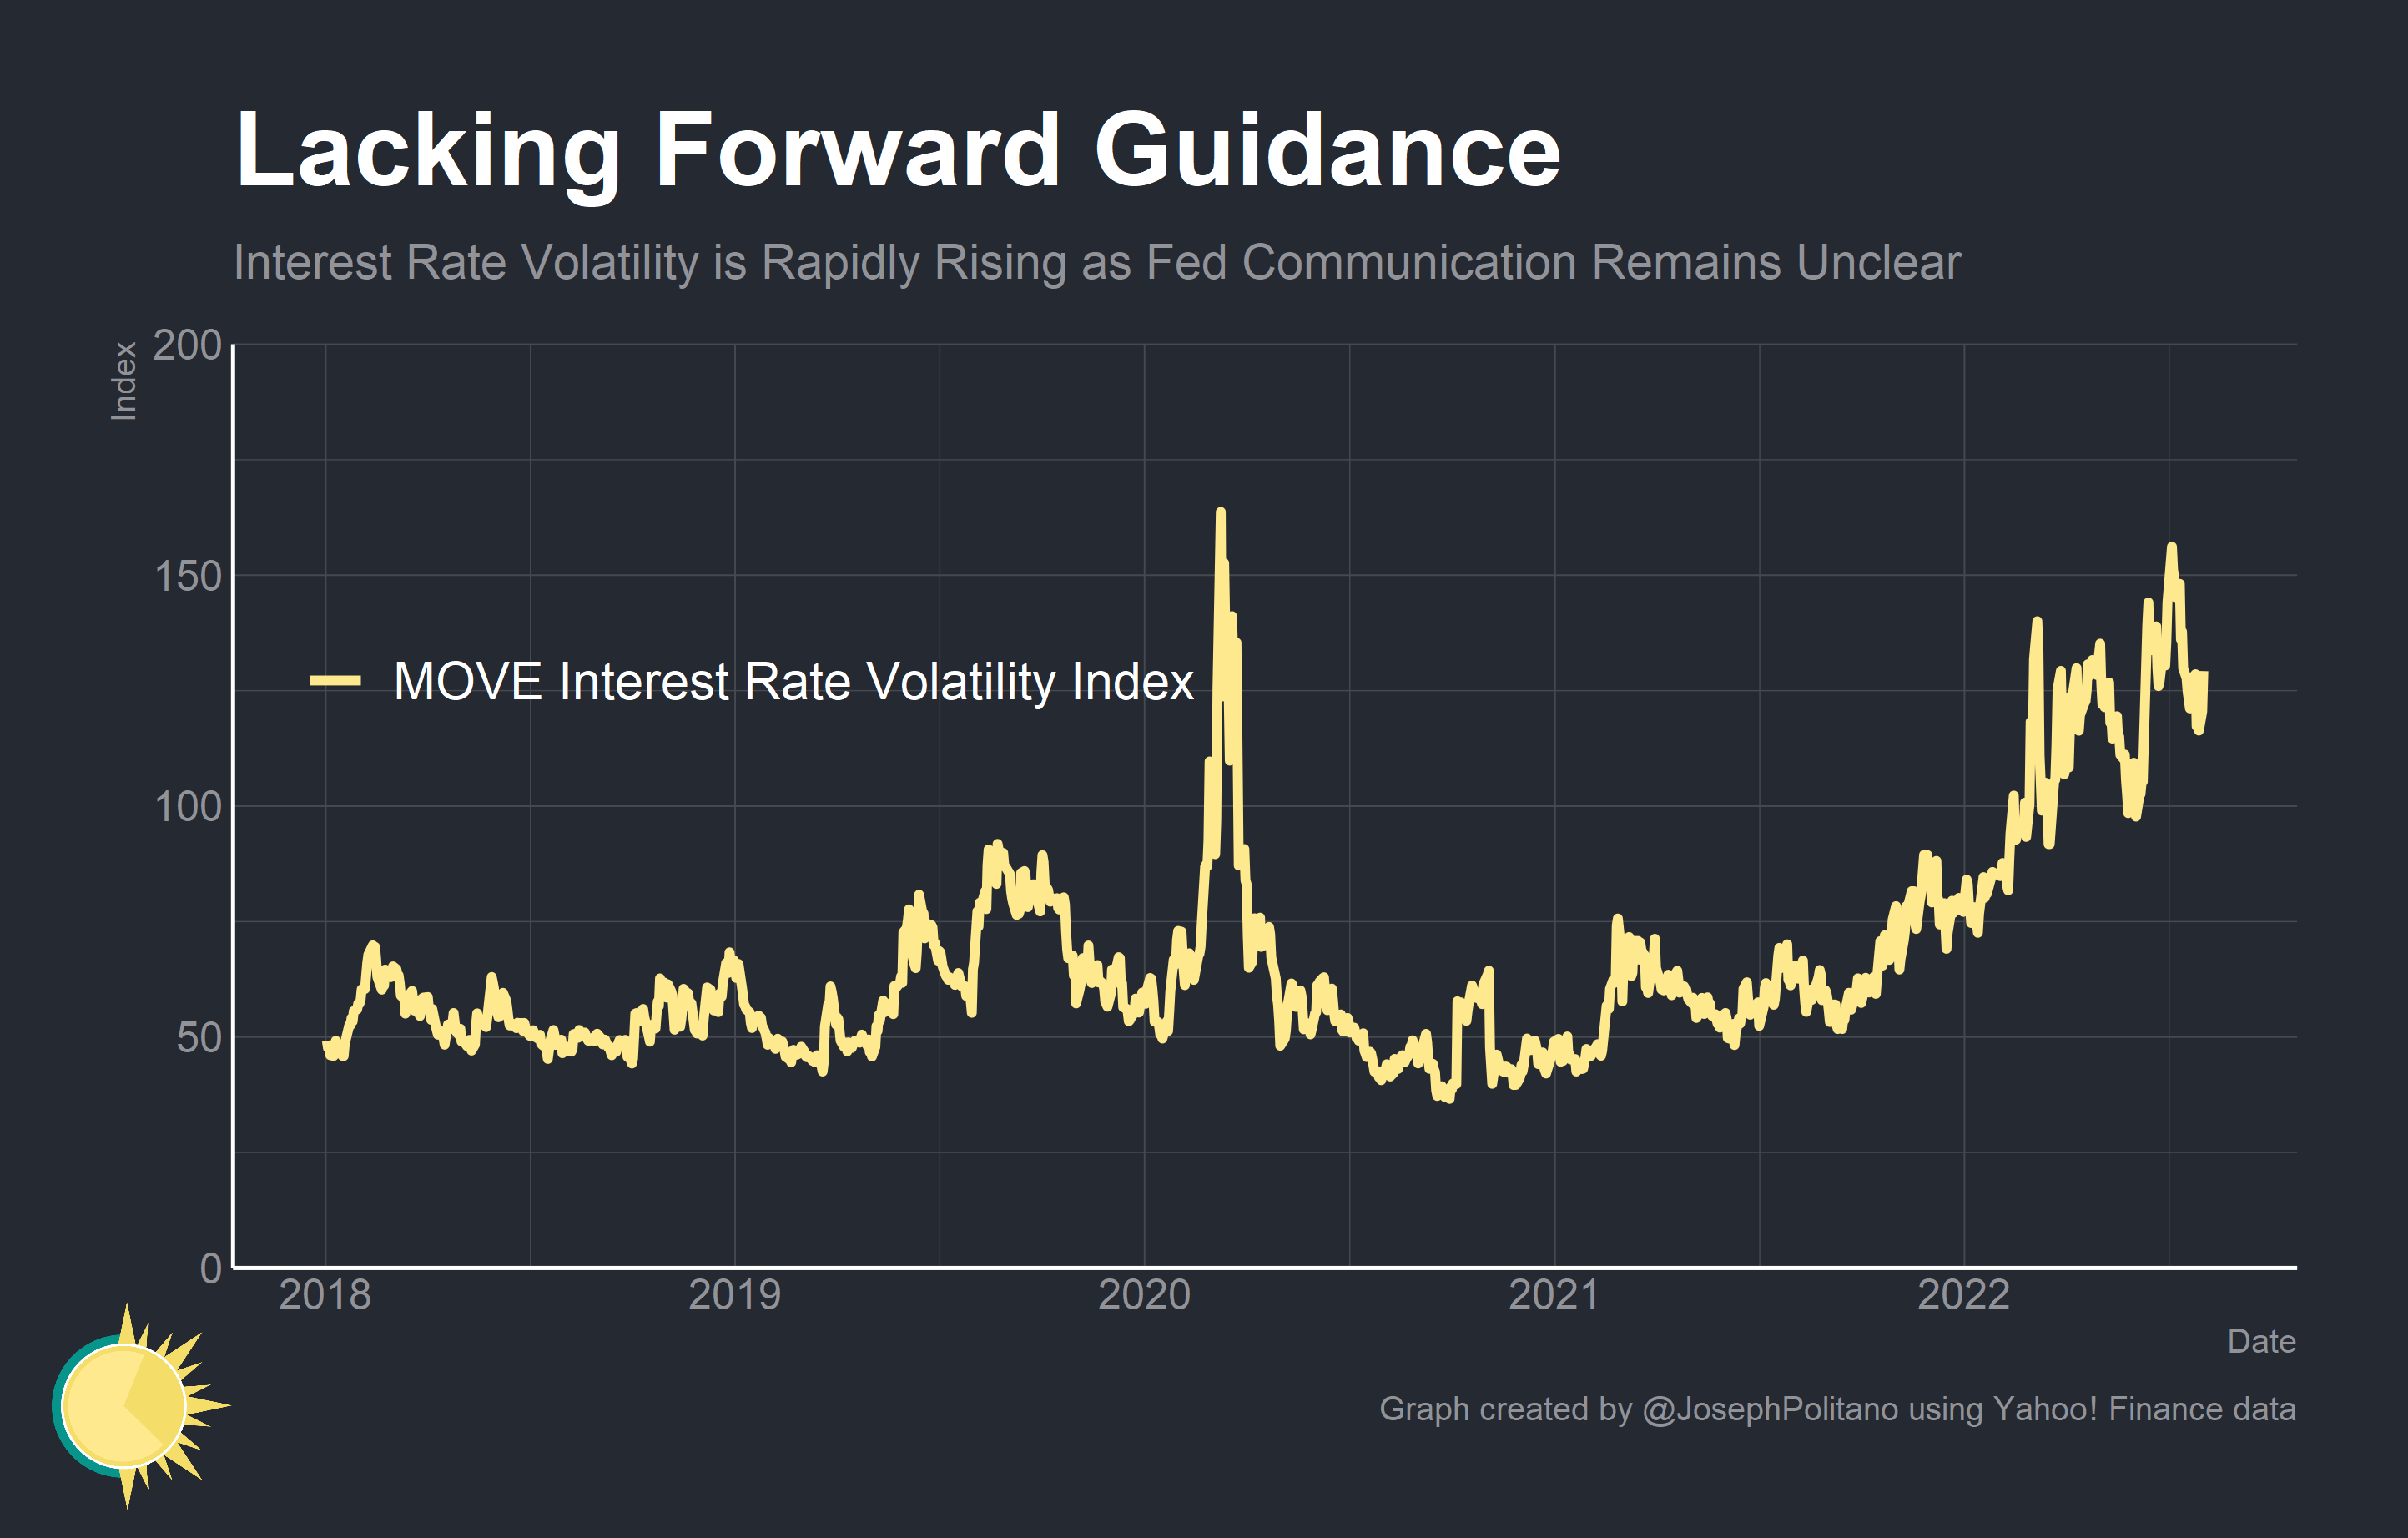 Lacking Forward Guidance
Interest Rate Volatility is Rapidly Rising as Fed Communication Remains Unclear
Index
200
150
100
50
0
MOVE Interest Rate Volatility Index
2018 2019 2020 2021 2022
Date
Graph created by @JosephPolitano using Yahoo! Finance data